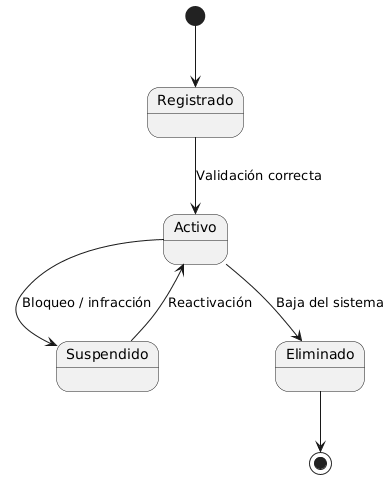 Registrado
Validación correcta
Activo
Bloqueo / infracción
Reactivación
Baja del sistema
Suspendido
Eliminado